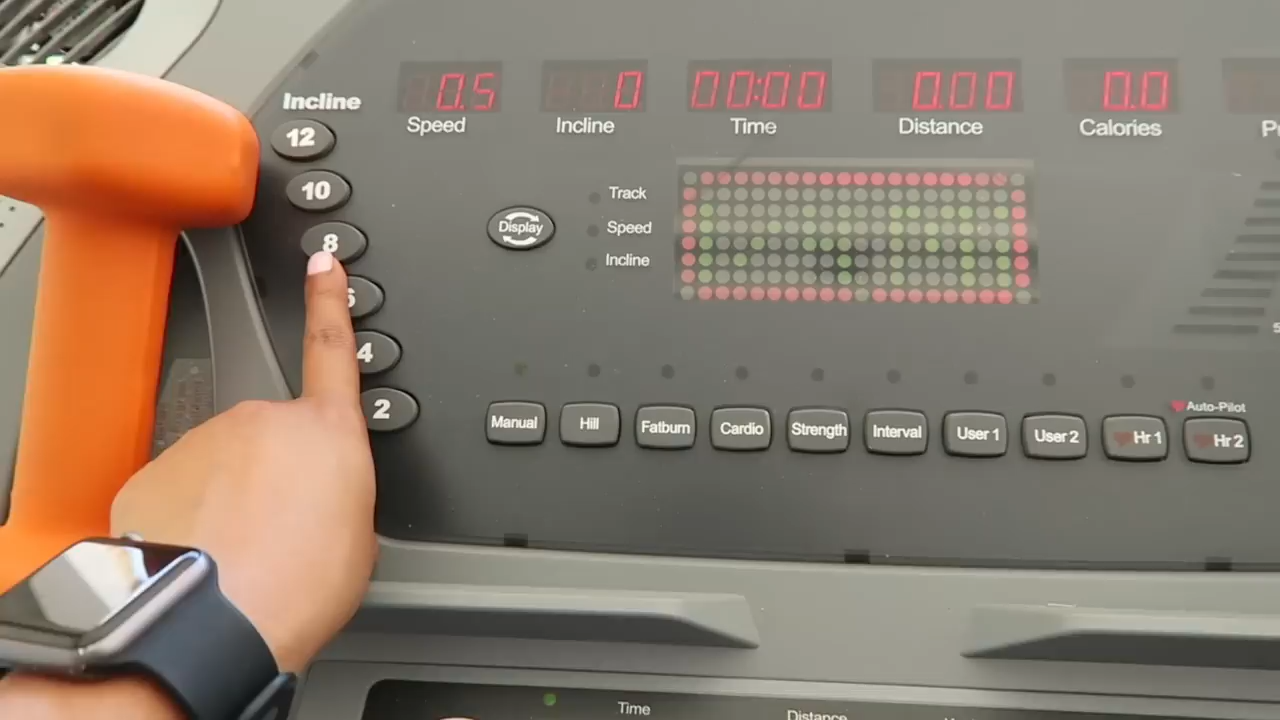 Incline
12
10
8
6
4
2
0.5
Speed
0
Incline
00:00
Time
0.00
Distance
0.0
Calories
Display
Track
Speed
Incline
Manual
Hill
Fatburn
Cardio
Strength
Interval
User 1
User 2
Hr 1
Auto-Pilot
Hr 2
Time
Distance